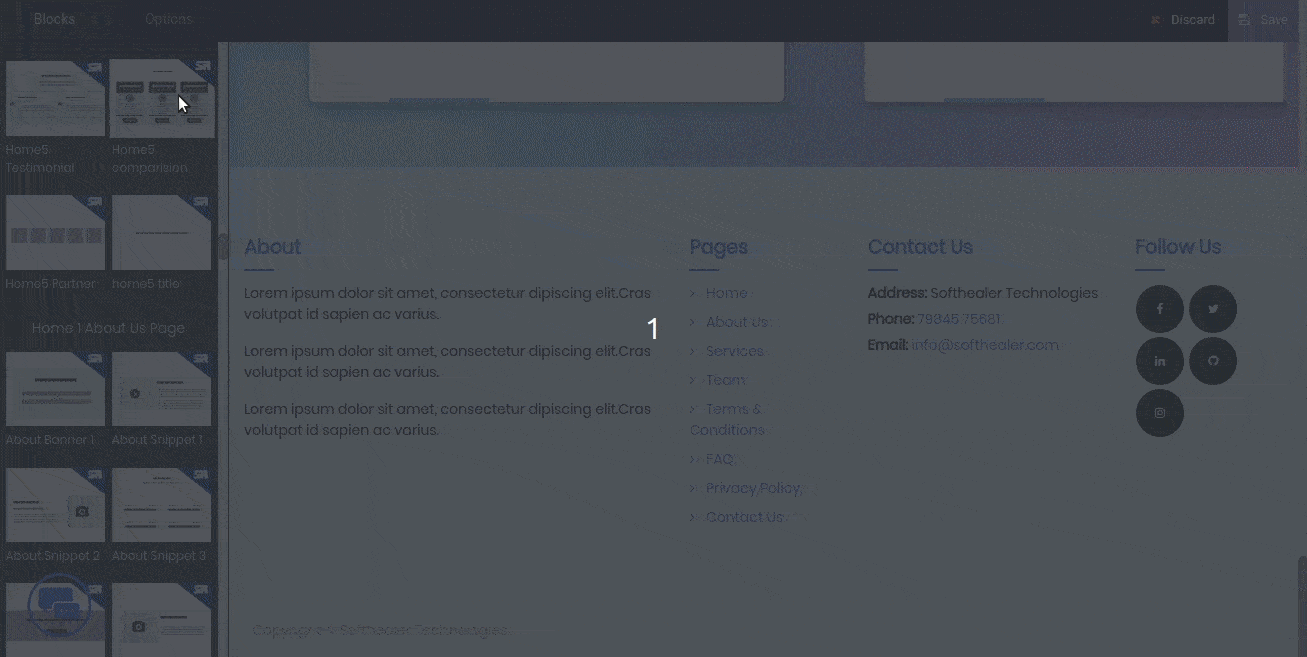 Blocks
Options
Discard
Save
Home5
Testimonial
Home5
comparision
Home5 Partner
home5 title
Home 1 About Us Page
About Banner 1
About Snippet 1
About Snippet 2
About Snippet 3
About
Lorem ipsum dolor sit amet, consectetur dipiscing elit.Cras
volutpat id sapien ac varius.
Lorem ipsum dolor sit amet, consectetur dipiscing elit.Cras
volutpat id sapien ac varius.
Lorem ipsum dolor sit amet, consectetur dipiscing elit.Cras
volutpat id sapien ac varius.
1
Pages
Home
About Us
Services
Team
Terms &
Conditions
FAQ
Privacy Policy
Contact Us
Contact Us
Address: Softhealer Technologies
Phone: 79845 75681
Email: info@softhealer.com
Follow Us
Copyright © Softhealer Technologies